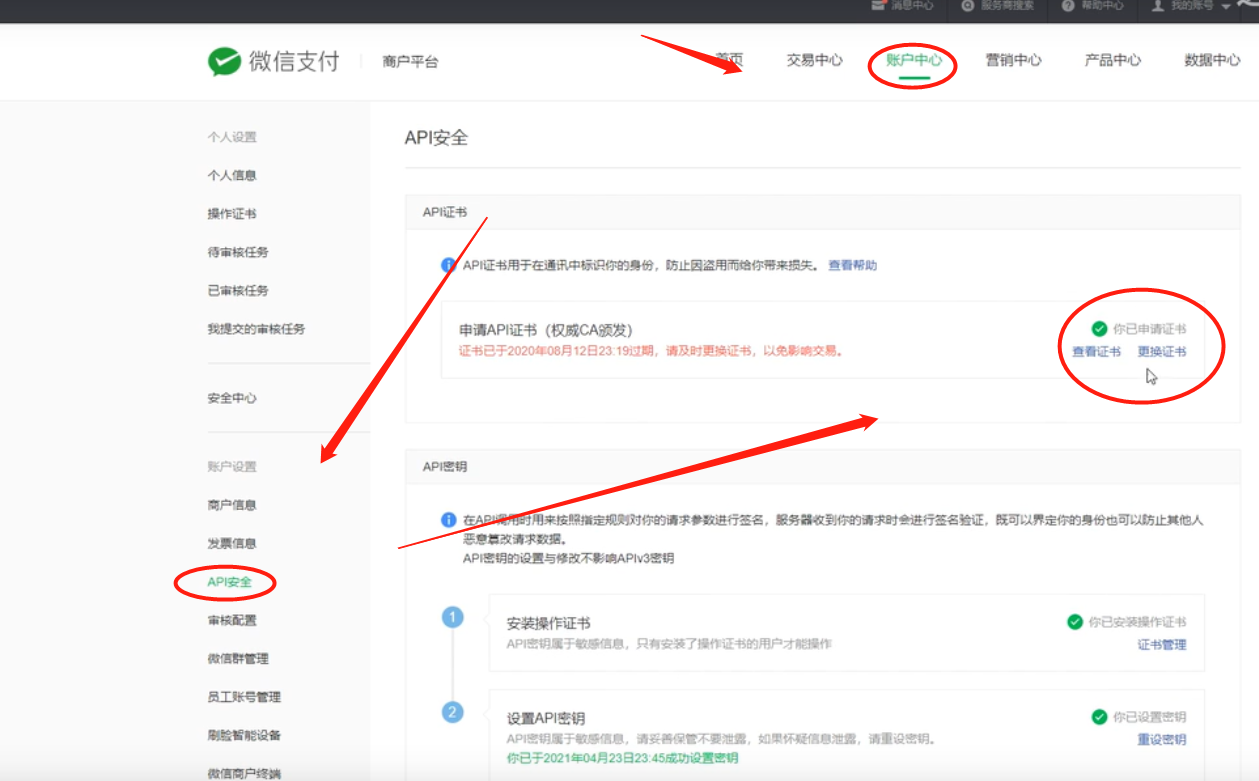 消息中心
服务商搜索
帮助中心
我的账号
微信支付
商户平台
首页
交易中心
账户中心
营销中心
产品中心
数据中心
个人设置
个人信息
操作证书
待审核任务
已审核任务
我提交的审核任务
安全中心
账户设置
商户信息
发票信息
API安全
审核配置
微信群管理
员工账号管理
刷脸智能设备
微信商户终端
API安全
API证书
API证书用于在通讯中标识你的身份，防止因盗用而给你带来损失。 查看帮助
申请API证书（权威CA颁发）
证书已于2020年08月12日23:19过期，请及时更换证书，以免影响交易。
你已申请证书
查看证书 更换证书
API密钥
在API调用时用来按照指定规则对你的请求参数进行签名，服务器收到你的请求时会进行签名验证，既可以界定你的身份也可以防止其他人
恶意篡改请求数据。
API密钥的设置与修改不影响APIv3密钥
1
安装操作证书
API密钥属于敏感信息，只有安装了操作证书的用户才能操作
你已安装操作证书
证书管理
2
设置API密钥
API密钥属于敏感信息，请妥善保管不要泄露，如果怀疑信息泄露，请重设密钥。
你已于2021年04月23日23:45成功设置密钥
你已设置密钥
重设密钥